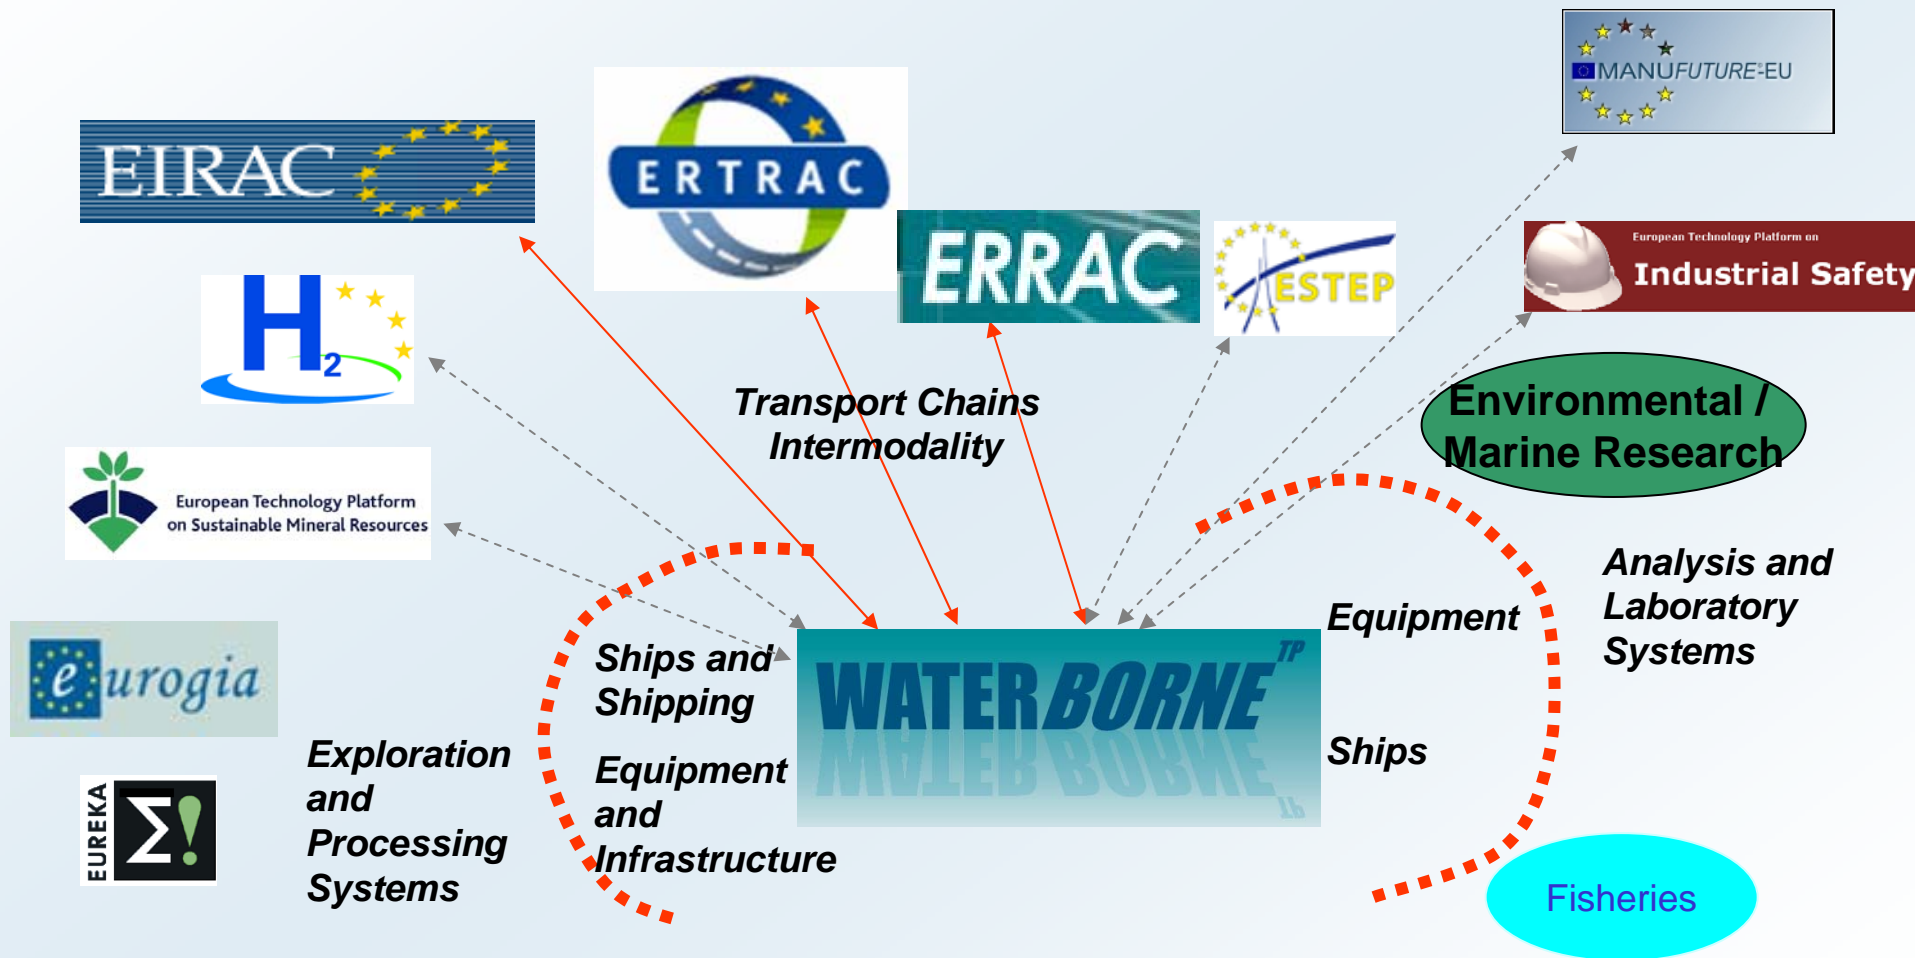 MANUFUTURE-EU
EIRAC
ERTRAC
ERRAC
ESTEP
European Technology Platform on
Industrial Safety
H2
Transport Chains
Intermodality
Environmental /
Marine Research
European Technology Platform
on Sustainable Mineral Resources
Analysis and
Laboratory
Systems
eurogia
Ships and
Shipping
WATERBORNE TP
Equipment
Ships
Exploration
and
Processing
Systems
Equipment
and
Infrastructure
EUREKA
Σ!
Fisheries